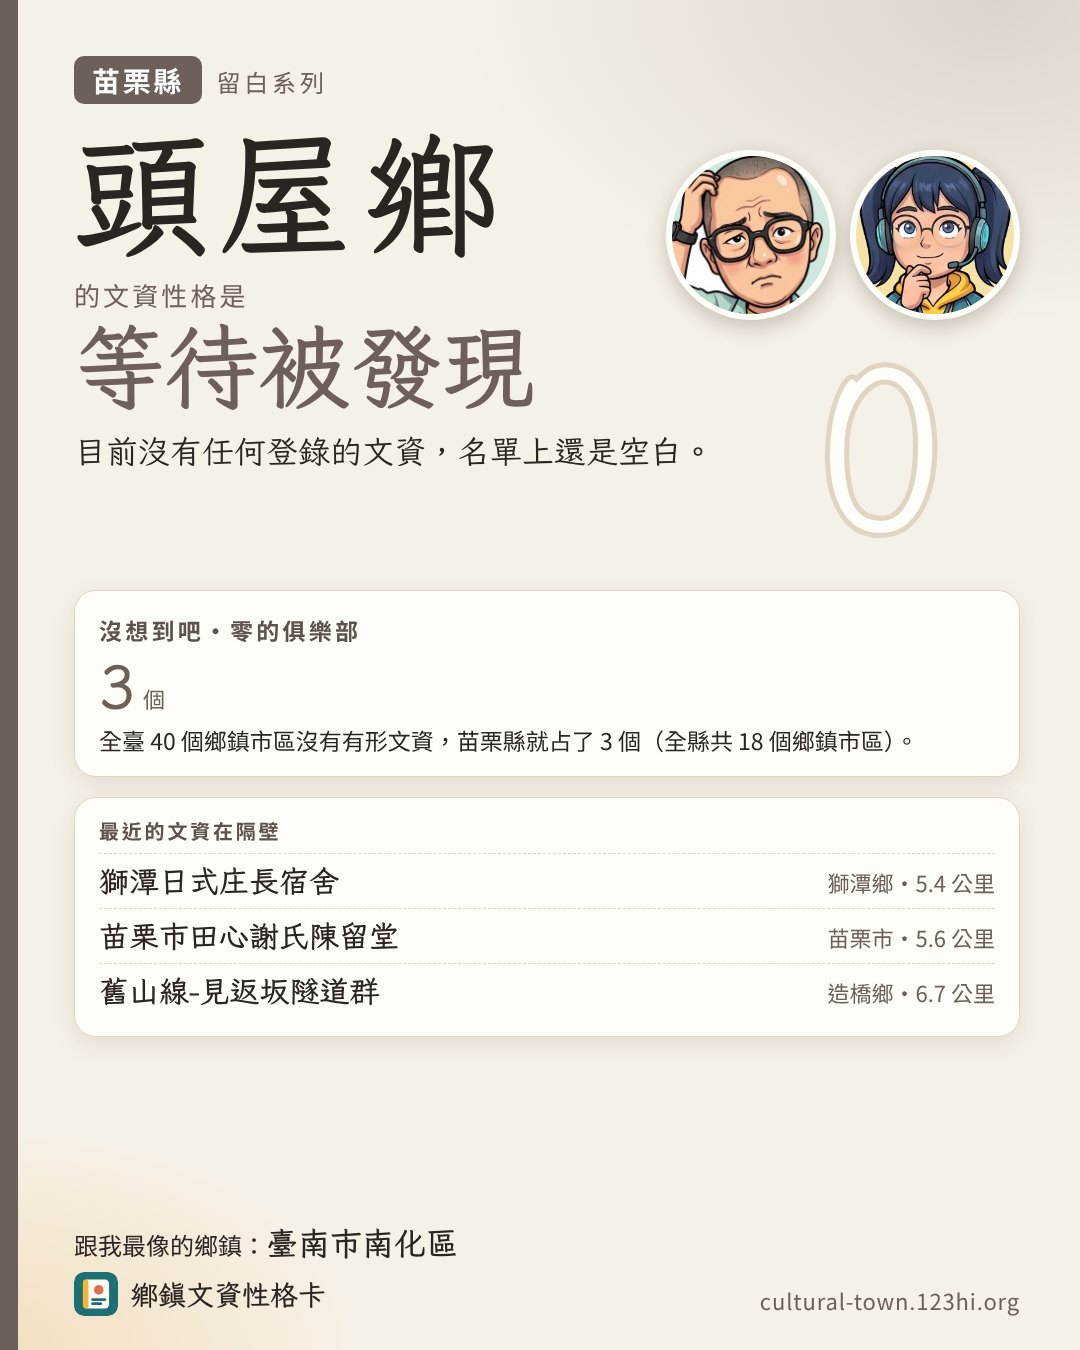 苗栗縣 留白系列
頭屋鄉
的文資性格是
等待被發現
目前沒有任何登錄的文資，名單上還是空白。
0
沒想到吧・零的俱樂部
3 個
全臺 40 個鄉鎮市區沒有有形文資，苗栗縣就占了 3 個（全縣共 18 個鄉鎮市區）。
最近的文資在隔壁
獅潭日式庄長宿舍 獅潭鄉・5.4 公里
苗栗市田心謝氏陳留堂 苗栗市・5.6 公里
舊山線-見返坂隧道群 造橋鄉・6.7 公里
跟我最像的鄉鎮：臺南市南化區
鄉鎮文資性格卡
cultural-town.123hi.org